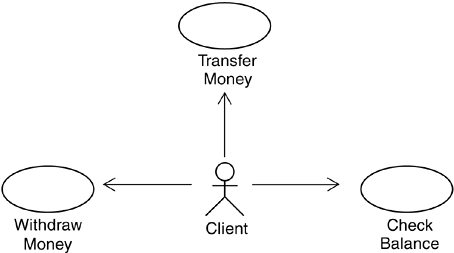 Transfer
Money
Withdraw
Money
Client
Check
Balance